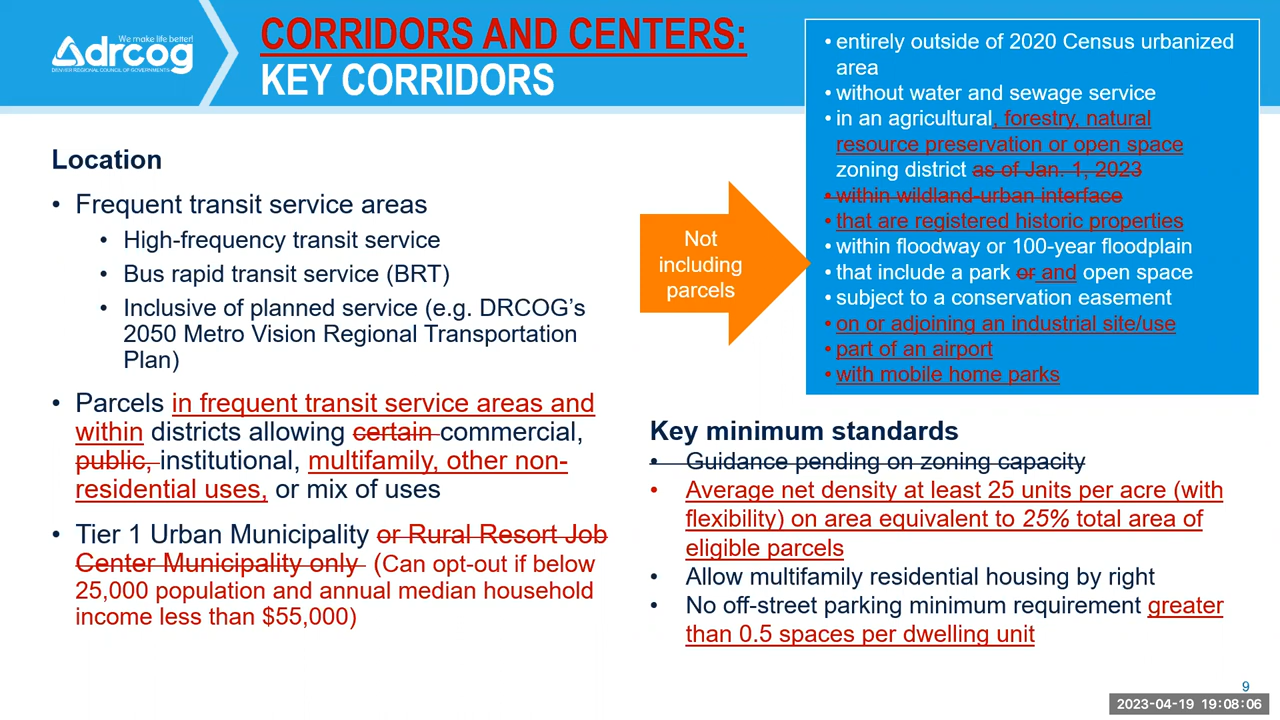 We make life better!
drcog
DENVER REGIONAL COUNCIL OF GOVERNMENTS
CORRIDORS AND CENTERS:
KEY CORRIDORS
Location
• Frequent transit service areas
• High-frequency transit service
• Bus rapid transit service (BRT)
• Inclusive of planned service (e.g. DRCOG's
2050 Metro Vision Regional Transportation
Plan)
• Parcels in frequent transit service areas and
within districts allowing certain commercial,
public, institutional, multifamily, other non-
residential uses, or mix of uses
• Tier 1 Urban Municipality or Rural Resort Job
Center Municipality only (Can opt-out if below
25,000 population and annual median household
income less than $55,000)
Not
including
parcels
• entirely outside of 2020 Census urbanized
area
• without water and sewage service
• in an agricultural, forestry, natural
resource preservation or open space
zoning district as of Jan. 1, 2023
• within wildland-urban interface
• that are registered historic properties
• within floodway or 100-year floodplain
• that include a park or and open space
• subject to a conservation easement
• on or adjoining an industrial site/use
• part of an airport
• with mobile home parks
Key minimum standards
• Guidance pending on zoning capacity
• Average net density at least 25 units per acre (with
flexibility) on area equivalent to 25% total area of
eligible parcels
• Allow multifamily residential housing by right
• No off-street parking minimum requirement greater
than 0.5 spaces per dwelling unit
9
2023-04-19 19:08:06